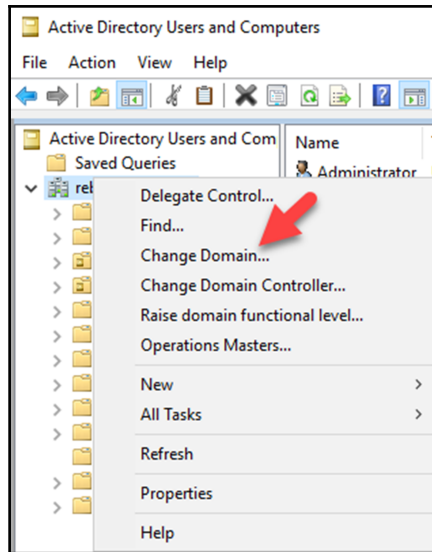 Active Directory Users and Computers
File Action View Help
Active Directory Users and Com
Name
Saved Queries
Administrator
Delegate Control...
Find...
Change Domain...
Change Domain Controller...
Raise domain functional level...
Operations Masters...
New
All Tasks
Refresh
Properties
Help